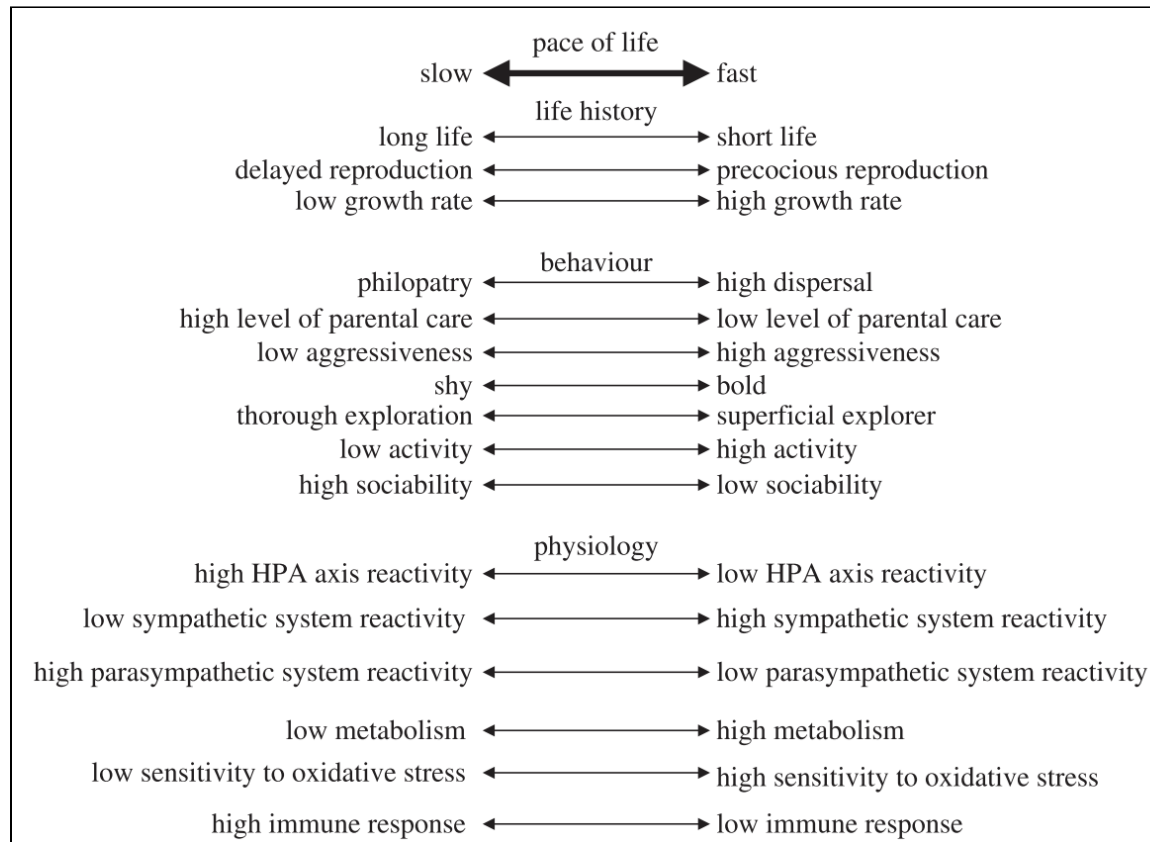 pace of life
slow fast
life history
long life short life
delayed reproduction precocious reproduction
low growth rate high growth rate
behaviour
philopatry high dispersal
high level of parental care low level of parental care
low aggressiveness high aggressiveness
shy bold
thorough exploration superficial explorer
low activity high activity
high sociability low sociability
physiology
high HPA axis reactivity low HPA axis reactivity
low sympathetic system reactivity high sympathetic system reactivity
high parasympathetic system reactivity low parasympathetic system reactivity
low metabolism high metabolism
low sensitivity to oxidative stress high sensitivity to oxidative stress
high immune response low immune response